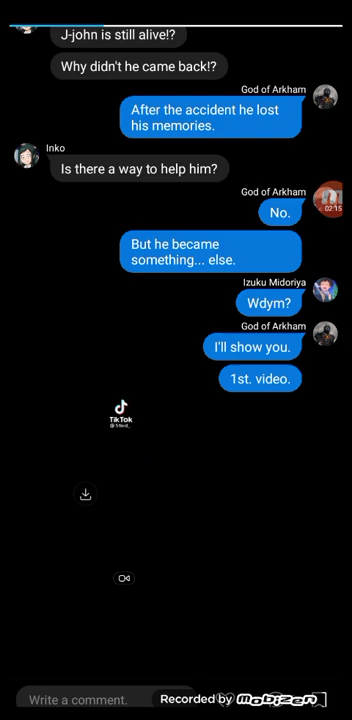 J-john is still alive!?
Why didn't he came back!?
God of Arkham
After the accident he lost
his memories.
Inko
Is there a way to help him?
God of Arkham
No.
02:15
But he became
something... else.
Izuku Midoriya
Wdym?
God of Arkham
I'll show you.
1st. video.
TikTok
Write a comment.
Recorded by MOBIZEN